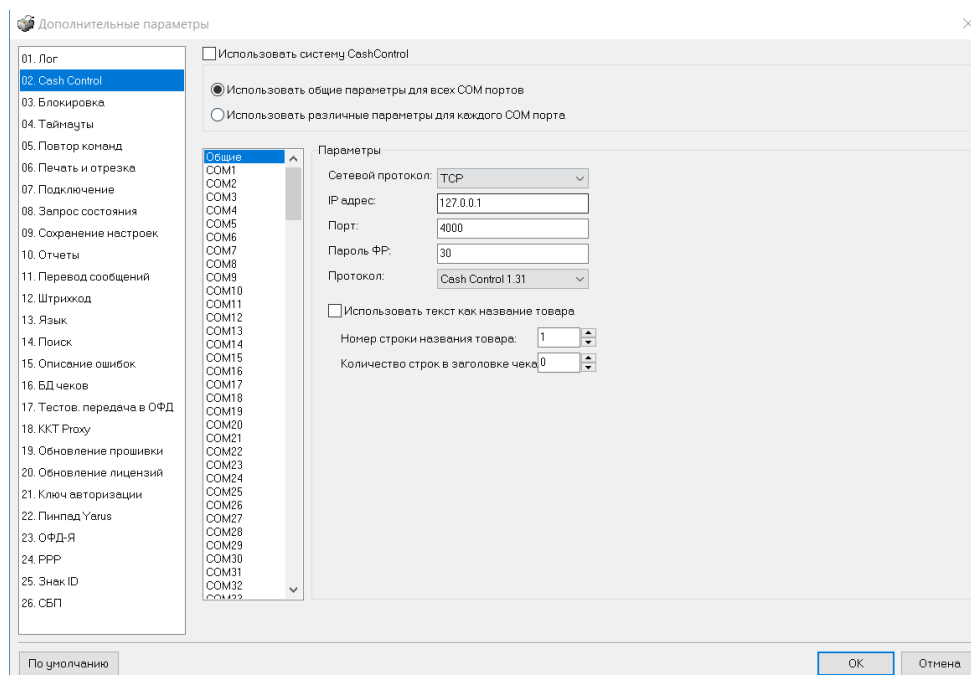 Дополнительные параметры
01. Лог
02. Cash Control
03. Блокировка
04. Таймауты
05. Повтор команд
06. Печать и отрезка
07. Подключение
08. Запрос состояния
09. Сохранение настроек
10. Отчеты
11. Перевод сообщений
12. Штрихкод
13. Язык
14. Поиск
15. Описание ошибок
16. БД чеков
17. Тестов. передача в ОФД
18. ККТ Proxy
19. Обновление прошивки
20. Обновление лицензий
21. Ключ авторизации
22. Пинпад Yarus
23. ОФД-Я
24. PPP
25. Знак ID
26. СБП
Использовать систему CashControl
Использовать общие параметры для всех COM портов
Использовать различные параметры для каждого COM порта
Общие
COM1
COM2
COM3
COM4
COM5
COM6
COM7
COM8
COM9
COM10
COM11
COM12
COM13
COM14
COM15
COM16
COM17
COM18
COM19
COM20
COM21
COM22
COM23
COM24
COM25
COM26
COM27
COM28
COM29
COM30
COM31
COM32
COM33
Параметры
Сетевой протокол: TCP
IP адрес: 127.0.0.1
Порт: 4000
Пароль ФР: 30
Протокол: Cash Control 1.31
Использовать текст как название товара
Номер строки названия товара: 1
Количество строк в заголовке чека 0
По умолчанию
OK
Отмена